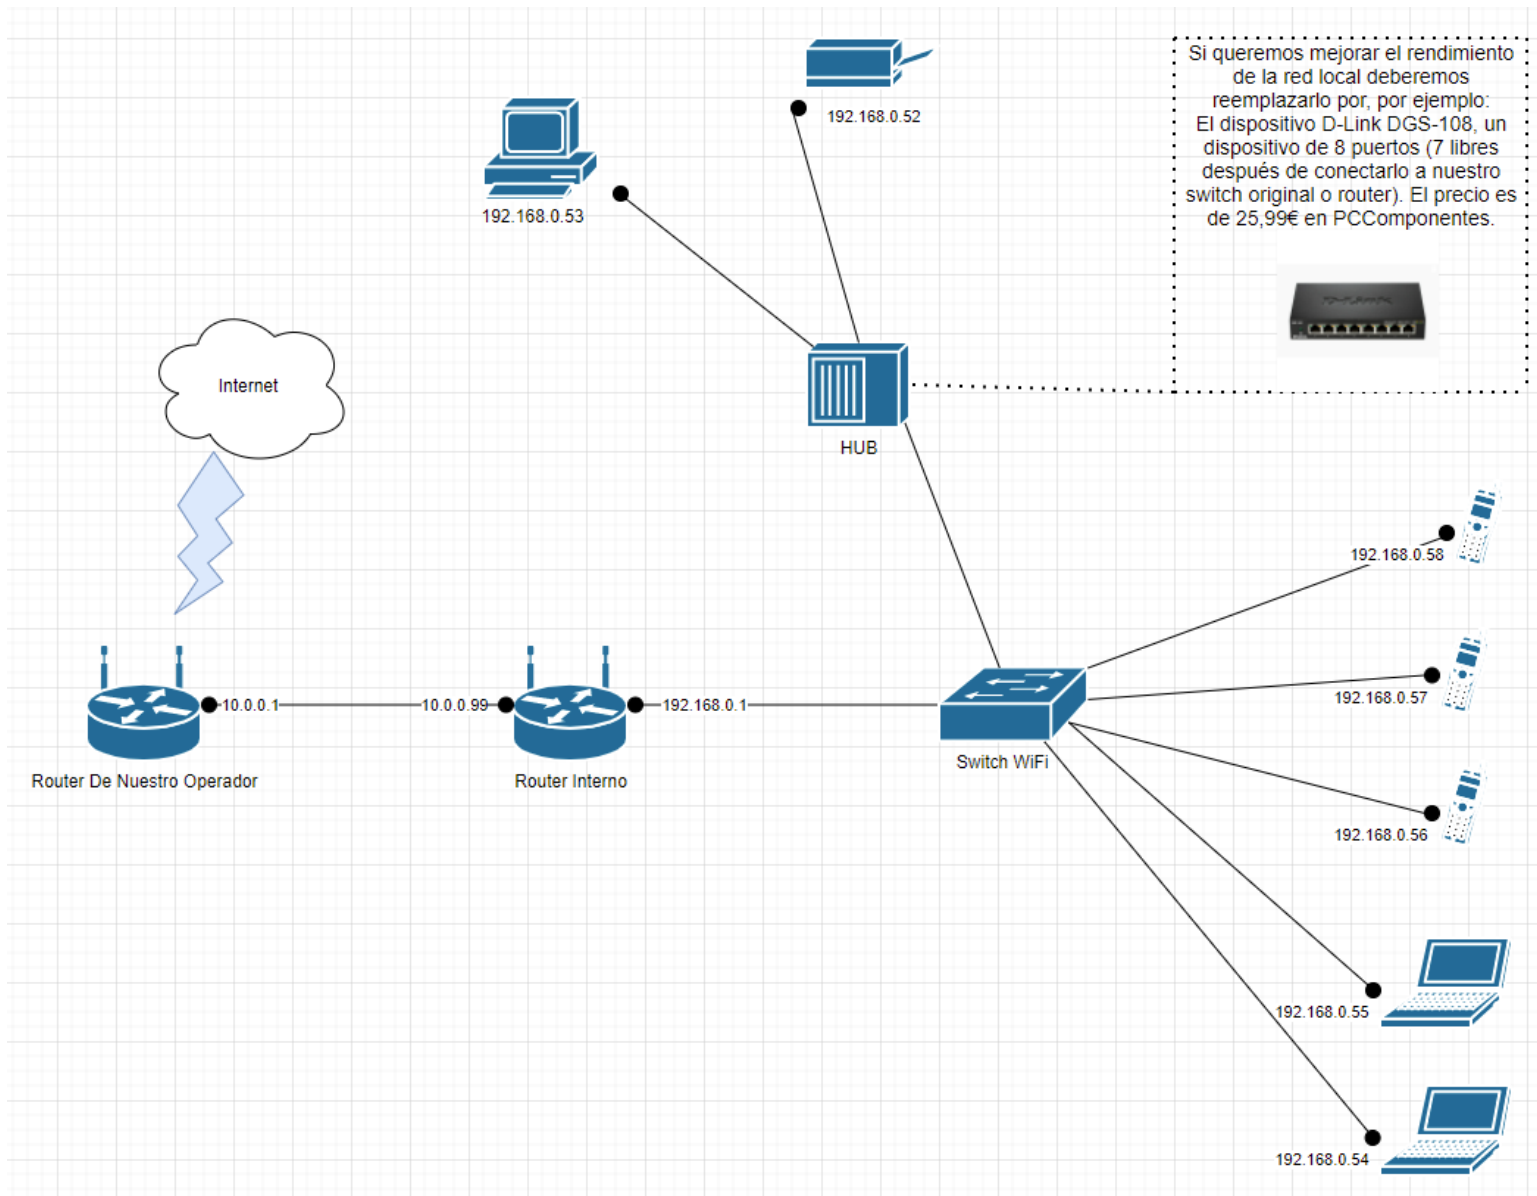 Si queremos mejorar el rendimiento
de la red local deberemos
reemplazarlo por, por ejemplo:
El dispositivo D-Link DGS-108, un
dispositivo de 8 puertos (7 libres
después de conectarlo a nuestro
switch original o router). El precio es
de 25,99€ en PCComponentes.
D-Link
192.168.0.52
192.168.0.53
Internet
HUB
192.168.0.58
192.168.0.57
10.0.0.1
10.0.0.99
192.168.0.1
Switch WiFi
Router De Nuestro Operador
Router Interno
192.168.0.56
192.168.0.55
192.168.0.54